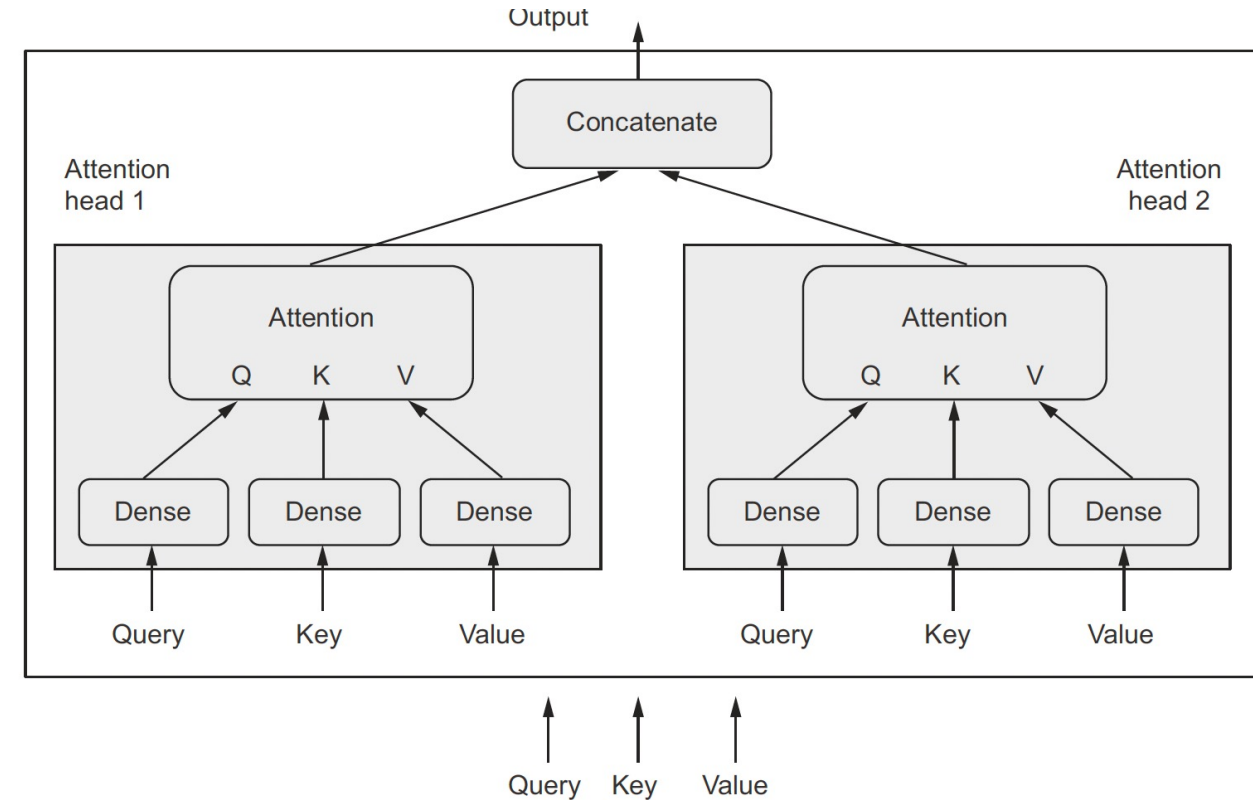 Output
Concatenate
Attention
head 1
Attention
head 2
Attention
Q K V
Dense Dense Dense
Query Key Value
Attention
Q K V
Dense Dense Dense
Query Key Value
Query Key Value